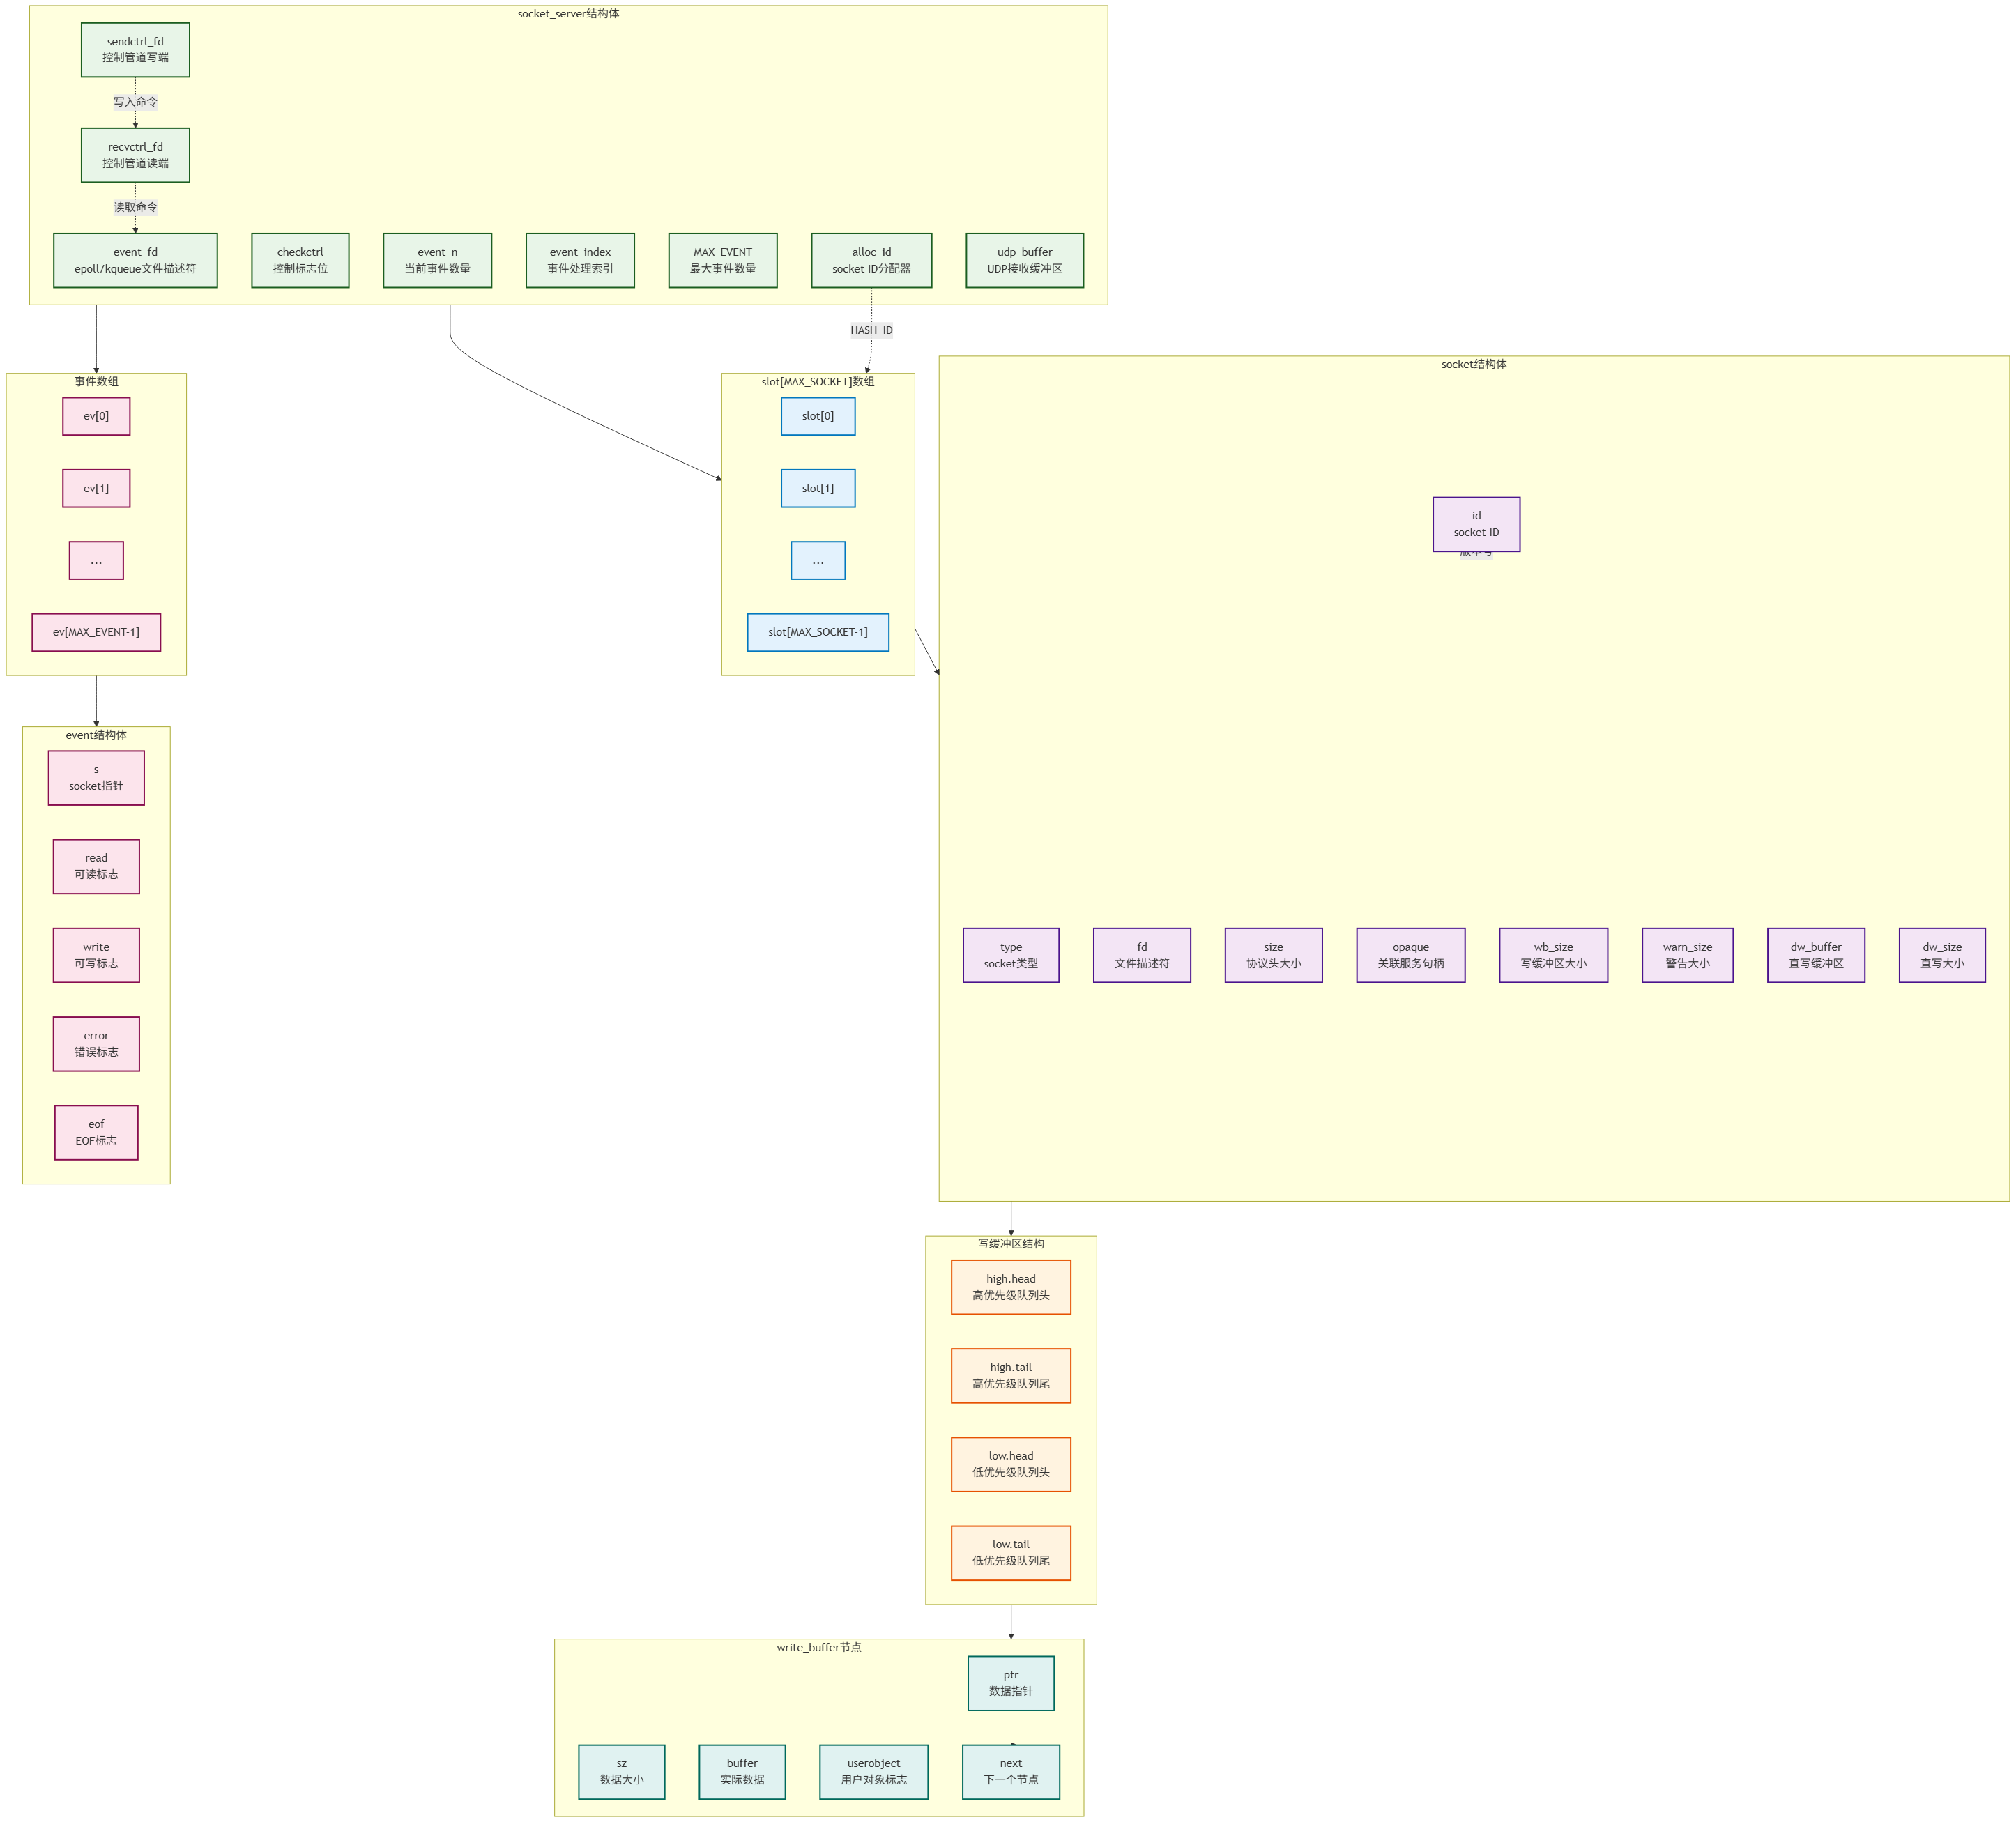 socket_server结构体
sendctrl_fd
控制管道写端
写入命令
recvctrl_fd
控制管道读端
读取命令
event_fd
epoll/kqueue文件描述符
checkctrl
控制标志位
event_n
当前事件数量
event_index
事件处理索引
MAX_EVENT
最大事件数量
alloc_id
socket ID分配器
udp_buffer
UDP接收缓冲区
HASH_ID
事件数组
ev[0]
ev[1]
...
ev[MAX_EVENT-1]
slot[MAX_SOCKET]数组
slot[0]
slot[1]
...
slot[MAX_SOCKET-1]
socket结构体
id
socket ID
type
socket类型
fd
文件描述符
size
协议头大小
opaque
关联服务句柄
wb_size
写缓冲区大小
warn_size
警告大小
dw_buffer
直写缓冲区
dw_size
直写大小
event结构体
s
socket指针
read
可读标志
write
可写标志
error
错误标志
eof
EOF标志
写缓冲区结构
high.head
高优先级队列头
high.tail
高优先级队列尾
low.head
低优先级队列头
low.tail
低优先级队列尾
write_buffer节点
ptr
数据指针
sz
数据大小
buffer
实际数据
userobject
用户对象标志
next
下一个节点